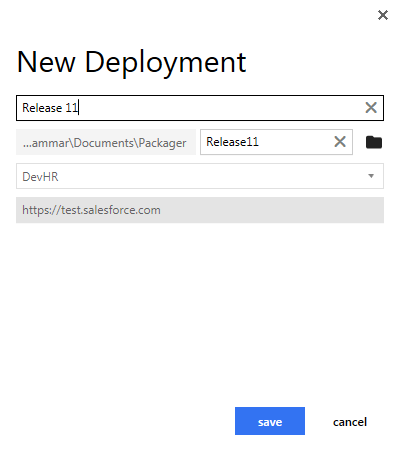 New Deployment
Release 11
...ammar\Documents\Packager Release11
DevHR
https://test.salesforce.com
save cancel